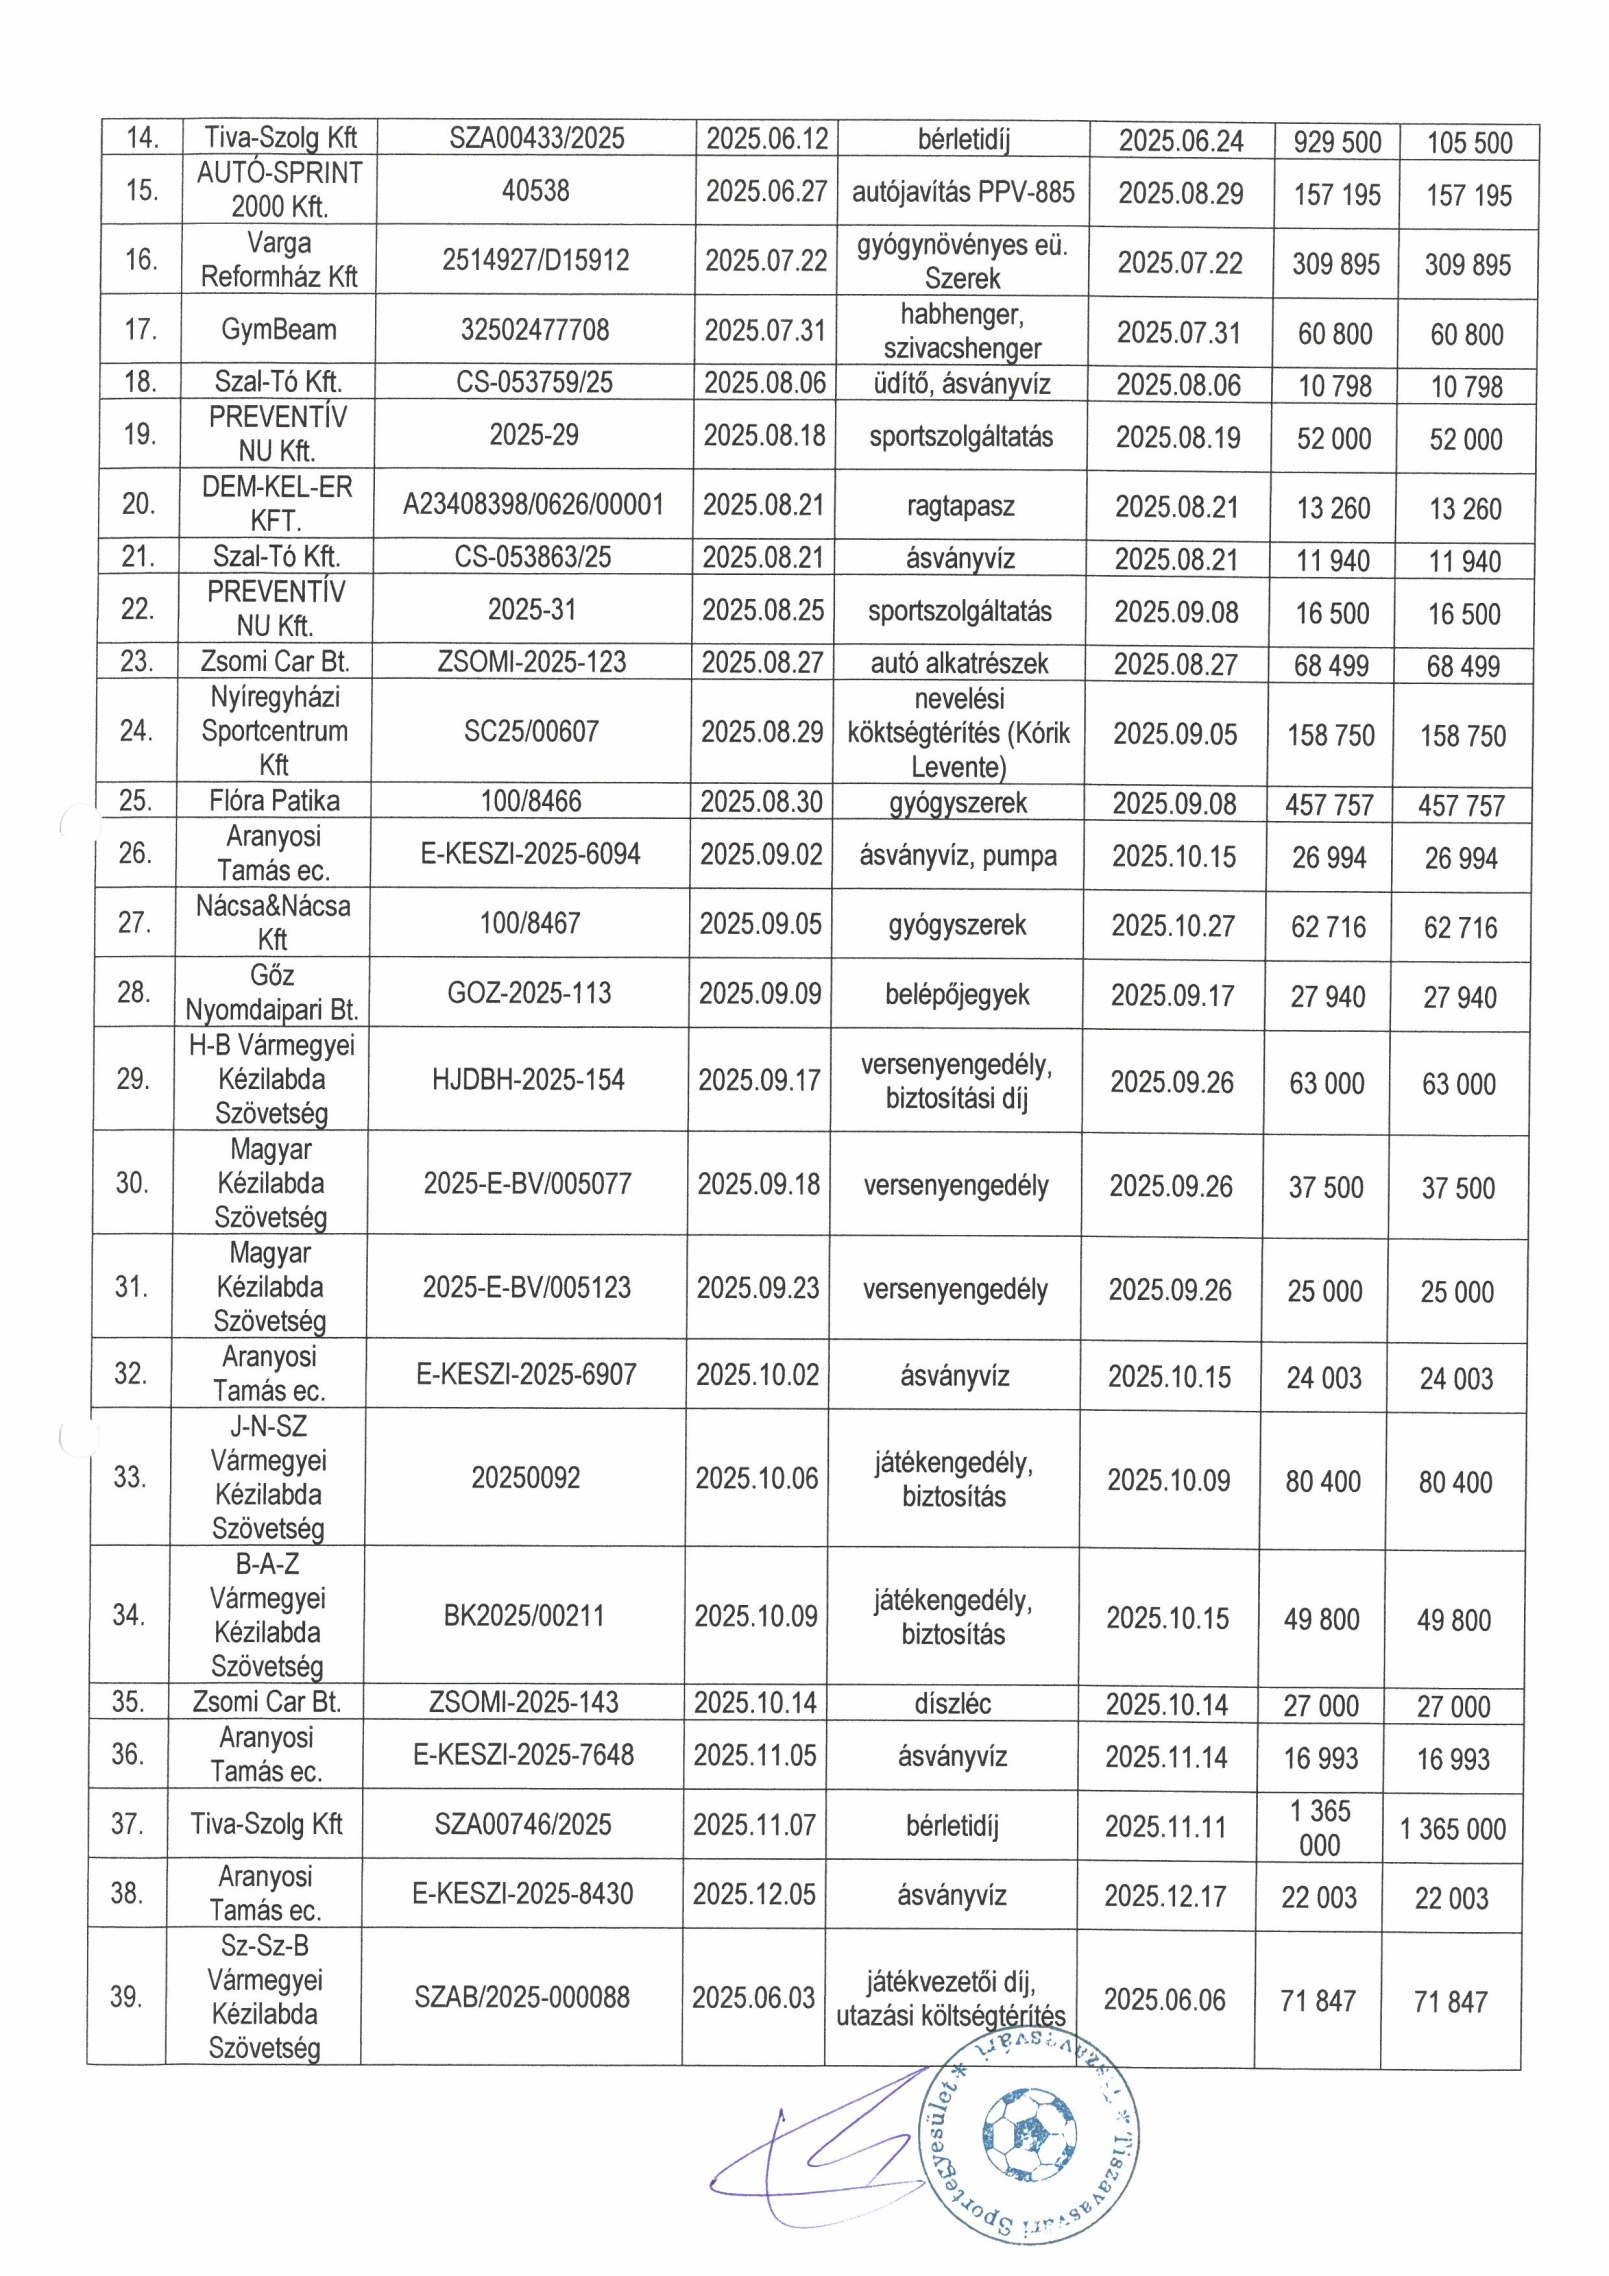 14. Tiva-Szolg Kft SZA00433/2025 2025.06.12 bérletidíj 2025.06.24 929 500 105 500
15. AUTÓ-SPRINT 2000 Kft. 40538 2025.06.27 autójavítás PPV-885 2025.08.29 157 195 157 195
16. Varga Reformház Kft 2514927/D15912 2025.07.22 gyógynövényes eü. Szerek 2025.07.22 309 895 309 895
17. GymBeam 32502477708 2025.07.31 habhenger, szivacshenger 2025.07.31 60 800 60 800
18. Szal-Tó Kft. CS-053759/25 2025.08.06 üdítő, ásványvíz 2025.08.06 10 798 10 798
19. PREVENTÍV NU Kft. 2025-29 2025.08.18 sportszolgáltatás 2025.08.19 52 000 52 000
20. DEM-KEL-ER KFT. A23408398/0626/00001 2025.08.21 ragtapasz 2025.08.21 13 260 13 260
21. Szal-Tó Kft. CS-053863/25 2025.08.21 ásványvíz 2025.08.21 11 940 11 940
22. PREVENTÍV NU Kft. 2025-31 2025.08.25 sportszolgáltatás 2025.09.08 16 500 16 500
23. Zsomi Car Bt. ZSOMI-2025-123 2025.08.27 autó alkatrészek 2025.08.27 68 499 68 499
24. Nyíregyházi Sportcentrum Kft SC25/00607 2025.08.29 nevelési köktségtérítés (Kórik Levente) 2025.09.05 158 750 158 750
25. Flóra Patika 100/8466 2025.08.30 gyógyszerek 2025.09.08 457 757 457 757
26. Aranyosi Tamás ec. E-KESZI-2025-6094 2025.09.02 ásványvíz, pumpa 2025.10.15 26 994 26 994
27. Nácsa&Nácsa Kft 100/8467 2025.09.05 gyógyszerek 2025.10.27 62 716 62 716
28. Gőz Nyomdaipari Bt. GOZ-2025-113 2025.09.09 belépőjegyek 2025.09.17 27 940 27 940
29. H-B Vármegyei Kézilabda Szövetség HJDBH-2025-154 2025.09.17 versenyengedély, biztosítási díj 2025.09.26 63 000 63 000
30. Magyar Kézilabda Szövetség 2025-E-BV/005077 2025.09.18 versenyengedély 2025.09.26 37 500 37 500
31. Magyar Kézilabda Szövetség 2025-E-BV/005123 2025.09.23 versenyengedély 2025.09.26 25 000 25 000
32. Aranyosi Tamás ec. E-KESZI-2025-6907 2025.10.02 ásványvíz 2025.10.15 24 003 24 003
33. J-N-SZ Vármegyei Kézilabda Szövetség 20250092 2025.10.06 játékengedély, biztosítás 2025.10.09 80 400 80 400
34. B-A-Z Vármegyei Kézilabda Szövetség BK2025/00211 2025.10.09 játékengedély, biztosítás 2025.10.15 49 800 49 800
35. Zsomi Car Bt. ZSOMI-2025-143 2025.10.14 díszléc 2025.10.14 27 000 27 000
36. Aranyosi Tamás ec. E-KESZI-2025-7648 2025.11.05 ásványvíz 2025.11.14 16 993 16 993
37. Tiva-Szolg Kft SZA00746/2025 2025.11.07 bérletidíj 2025.11.11 1 365 000 1 365 000
38. Aranyosi Tamás ec. E-KESZI-2025-8430 2025.12.05 ásványvíz 2025.12.17 22 003 22 003
39. Sz-Sz-B Vármegyei Kézilabda Szövetség SZAB/2025-000088 2025.06.03 játékvezetői díj, utazási költségtérítés 2025.06.06 71 847 71 847
* Tiszavasvári Sportegyesület * Tiszavasvári